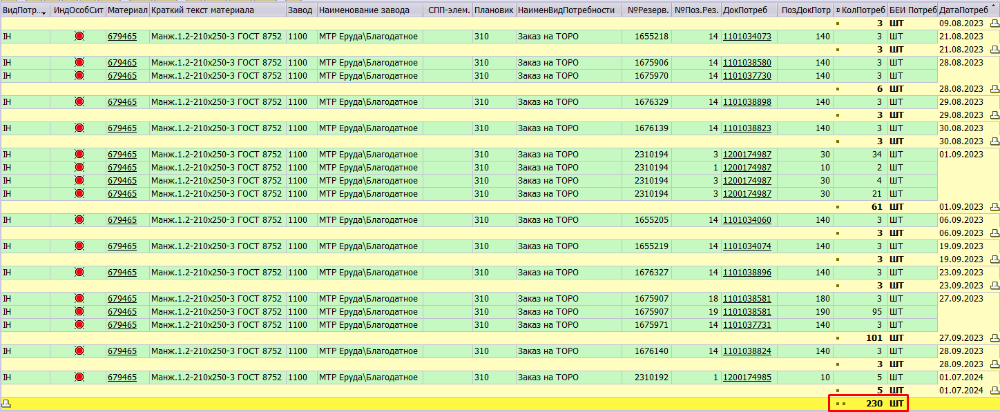 ВидПотр... ИндОсобСит Материал Краткий текст материала Завод Наименование завода СПП-элем. Плановик НаименВидПотребности №Резерв. №Поз.Рез. ДокПотреб ПозДокПотр Σ КолПотреб БЕИ Потреб ДатаПотреб
3 ШТ 09.08.2023
IH 679465 Манж.1.2-210х250-3 ГОСТ 8752 1100 МТР Еруда\Благодатное 310 Заказ на ТОРО 1655218 14 1101034073 140 3 ШТ 21.08.2023
3 ШТ 21.08.2023
IH 679465 Манж.1.2-210х250-3 ГОСТ 8752 1100 МТР Еруда\Благодатное 310 Заказ на ТОРО 1675906 14 1101038580 140 3 ШТ 28.08.2023
IH 679465 Манж.1.2-210х250-3 ГОСТ 8752 1100 МТР Еруда\Благодатное 310 Заказ на ТОРО 1675970 14 1101037730 140 3 ШТ
6 ШТ 28.08.2023
IH 679465 Манж.1.2-210х250-3 ГОСТ 8752 1100 МТР Еруда\Благодатное 310 Заказ на ТОРО 1676329 14 1101038898 140 3 ШТ 29.08.2023
3 ШТ 29.08.2023
IH 679465 Манж.1.2-210х250-3 ГОСТ 8752 1100 МТР Еруда\Благодатное 310 Заказ на ТОРО 1676139 14 1101038823 140 3 ШТ 30.08.2023
3 ШТ 30.08.2023
IH 679465 Манж.1.2-210х250-3 ГОСТ 8752 1100 МТР Еруда\Благодатное 310 Заказ на ТОРО 2310194 3 1200174987 30 34 ШТ 01.09.2023
IH 679465 Манж.1.2-210х250-3 ГОСТ 8752 1100 МТР Еруда\Благодатное 310 Заказ на ТОРО 2310194 1 1200174987 10 2 ШТ
IH 679465 Манж.1.2-210х250-3 ГОСТ 8752 1100 МТР Еруда\Благодатное 310 Заказ на ТОРО 2310194 3 1200174987 30 4 ШТ
IH 679465 Манж.1.2-210х250-3 ГОСТ 8752 1100 МТР Еруда\Благодатное 310 Заказ на ТОРО 2310194 3 1200174987 30 21 ШТ
61 ШТ 01.09.2023
IH 679465 Манж.1.2-210х250-3 ГОСТ 8752 1100 МТР Еруда\Благодатное 310 Заказ на ТОРО 1655205 14 1101034060 140 3 ШТ 06.09.2023
3 ШТ 06.09.2023
IH 679465 Манж.1.2-210х250-3 ГОСТ 8752 1100 МТР Еруда\Благодатное 310 Заказ на ТОРО 1655219 14 1101034074 140 3 ШТ 19.09.2023
3 ШТ 19.09.2023
IH 679465 Манж.1.2-210х250-3 ГОСТ 8752 1100 МТР Еруда\Благодатное 310 Заказ на ТОРО 1676327 14 1101038896 140 3 ШТ 23.09.2023
3 ШТ 23.09.2023
IH 679465 Манж.1.2-210х250-3 ГОСТ 8752 1100 МТР Еруда\Благодатное 310 Заказ на ТОРО 1675907 18 1101038581 180 3 ШТ 27.09.2023
IH 679465 Манж.1.2-210х250-3 ГОСТ 8752 1100 МТР Еруда\Благодатное 310 Заказ на ТОРО 1675907 19 1101038581 190 95 ШТ
IH 679465 Манж.1.2-210х250-3 ГОСТ 8752 1100 МТР Еруда\Благодатное 310 Заказ на ТОРО 1675971 14 1101037731 140 3 ШТ
101 ШТ 27.09.2023
IH 679465 Манж.1.2-210х250-3 ГОСТ 8752 1100 МТР Еруда\Благодатное 310 Заказ на ТОРО 1676140 14 1101038824 140 3 ШТ 28.09.2023
3 ШТ 28.09.2023
IH 679465 Манж.1.2-210х250-3 ГОСТ 8752 1100 МТР Еруда\Благодатное 310 Заказ на ТОРО 2310192 1 1200174985 10 5 ШТ 01.07.2024
5 ШТ 01.07.2024
230 ШТ